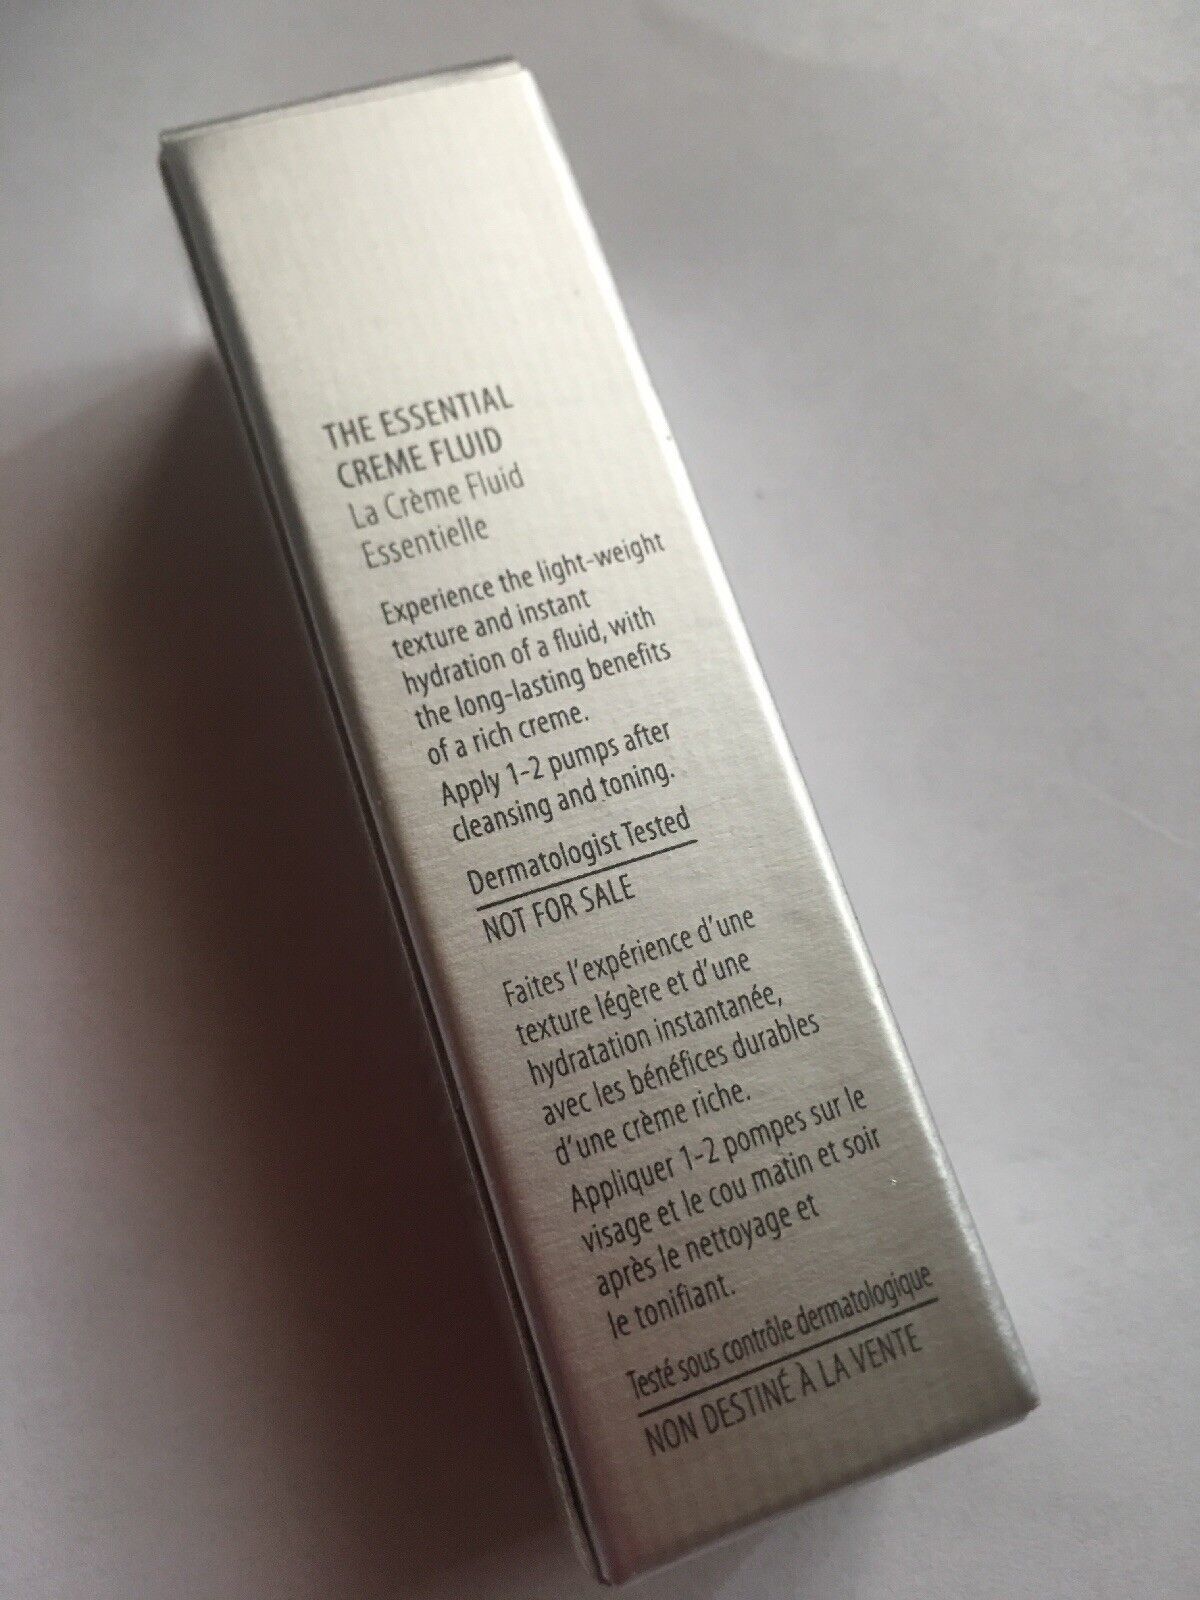 THE ESSENTIAL
CREME FLUID
La Crème Fluid
Essentielle
Experience the light-weight
texture and instant
hydration of a fluid, with
the long-lasting benefits
of a rich creme.
Apply 1-2 pumps after
cleansing and toning.
Dermatologist Tested
NOT FOR SALE
Faites l'expérience d'une
texture légère et d'une
hydratation instantanée,
avec les bénéfices durables
d'une crème riche.
Appliquer 1-2 pompes sur le
visage et le cou matin et soir
après le nettoyage et
le tonifiant.
Testé sous contrôle dermatologique
NON DESTINÉ À LA VENTE